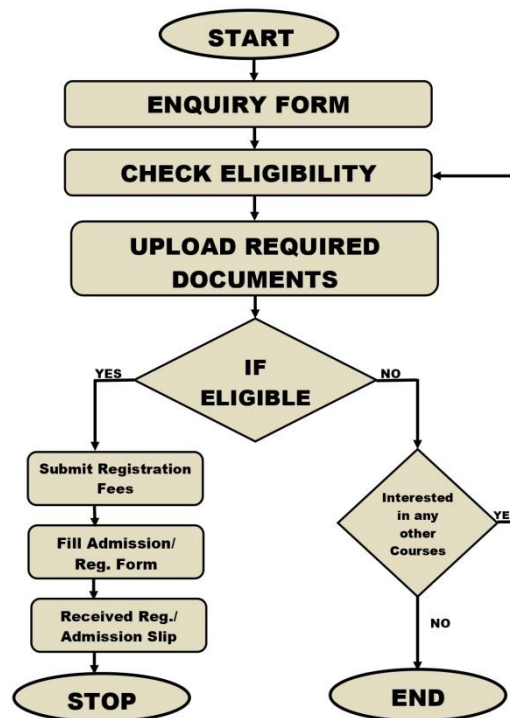 START
ENQUIRY FORM
CHECK ELIGIBILITY
UPLOAD REQUIRED
DOCUMENTS
IF
ELIGIBLE
YES
NO
Submit Registration
Fees
Fill Admission/
Reg. Form
Received Reg./
Admission Slip
STOP
Interested
in any
other
Courses
YE
NO
END